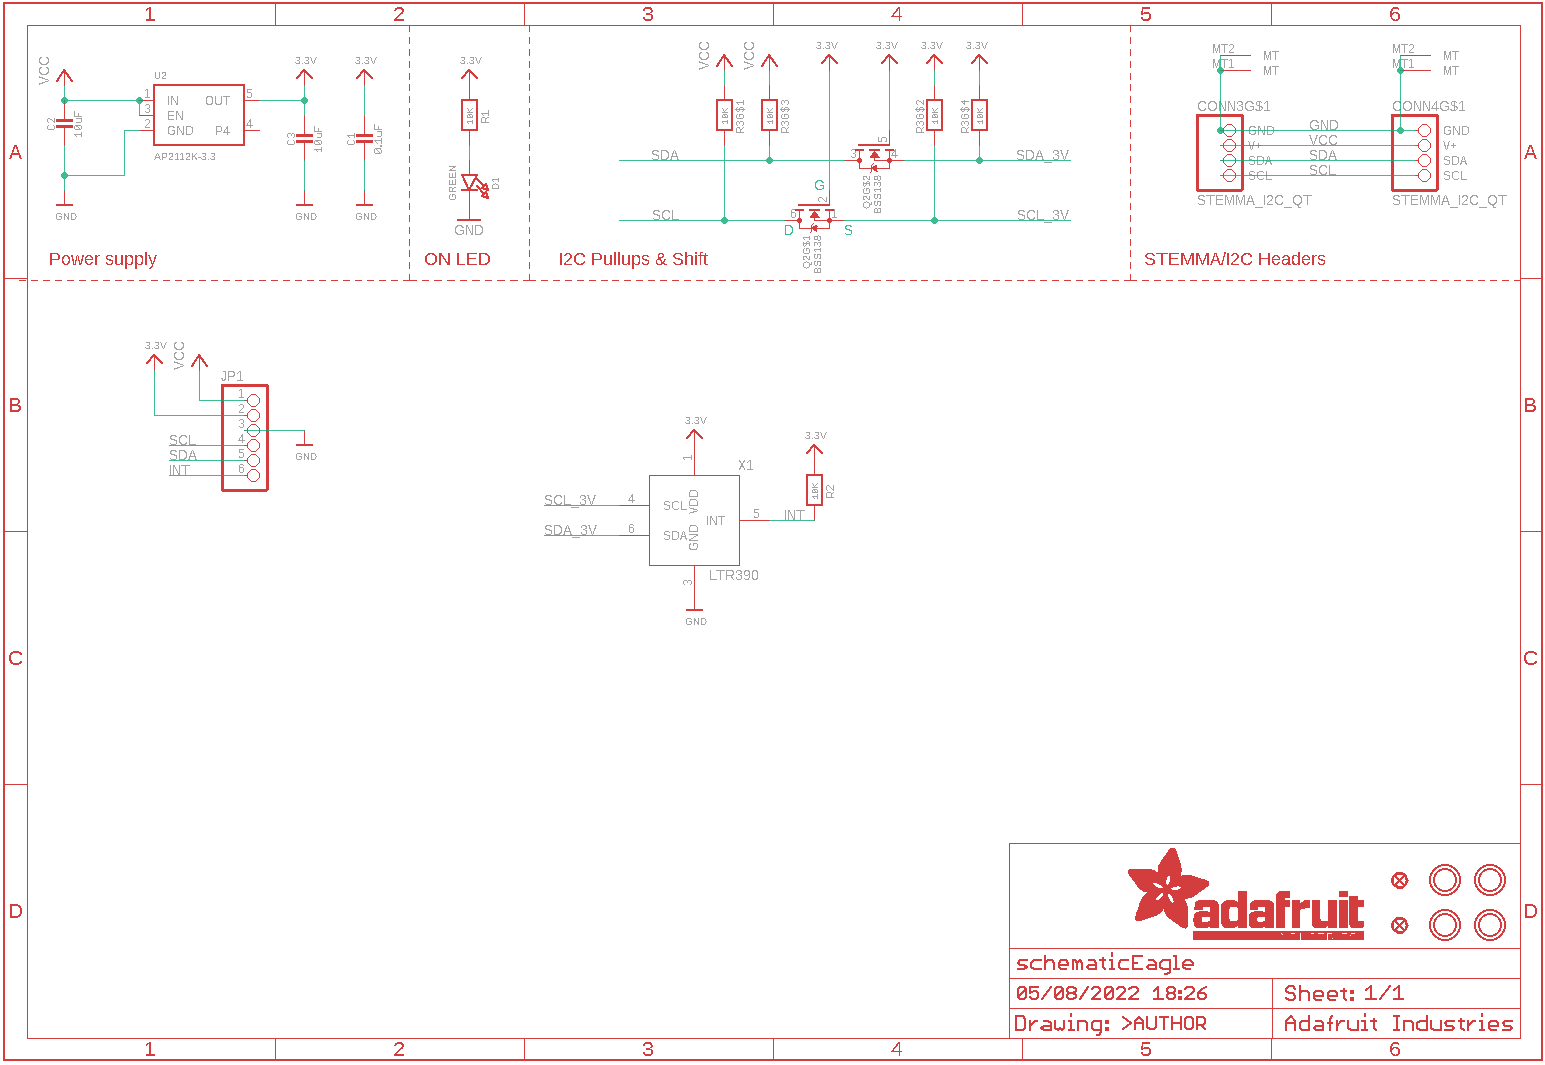 1 2 3 4 5 6
A
VCC
C2
10uF
GND
U2
1 IN OUT 5
3 EN
2 GND P4 4
AP2112K-3.3
3.3V
C3
10uF
GND
3.3V
C1
0.1uF
GND
Power supply
3.3V
10K
R1
GREEN
D1
GND
ON LED
VCC VCC 3.3V 3.3V 3.3V 3.3V
10K R3G$1
10K R3G$3
R3G$2 10K
R3G$4 10K
SDA 3 5 4 SDA_3V
Q2G$2
BSS138
G
2
SCL 6 1 SCL_3V
D S
Q2G$1
BSS138
I2C Pullups & Shift
MT2 MT
MT1 MT
CONN3G$1
GND
V+
SDA
SCL
STEMMA_I2C_QT
GND
VCC
SDA
SCL
MT2 MT
MT1 MT
CONN4G$1
GND
V+
SDA
SCL
STEMMA_I2C_QT
STEMMA/I2C Headers
A
B
3.3V VCC
JP1
1
2
3
SCL 4
SDA 5
INT 6
GND
B
3.3V
1
X1
SCL_3V 4 SCL
SDA_3V 6 SDA
VDD
GND
INT 5 INT
3.3V
10K
R2
LTR390
3
GND
C C
D D
adafruit
schematicEagle
05/08/2022 18:26 Sheet: 1/1
Drawing: >AUTHOR Adafruit Industries
1 2 3 4 5 6